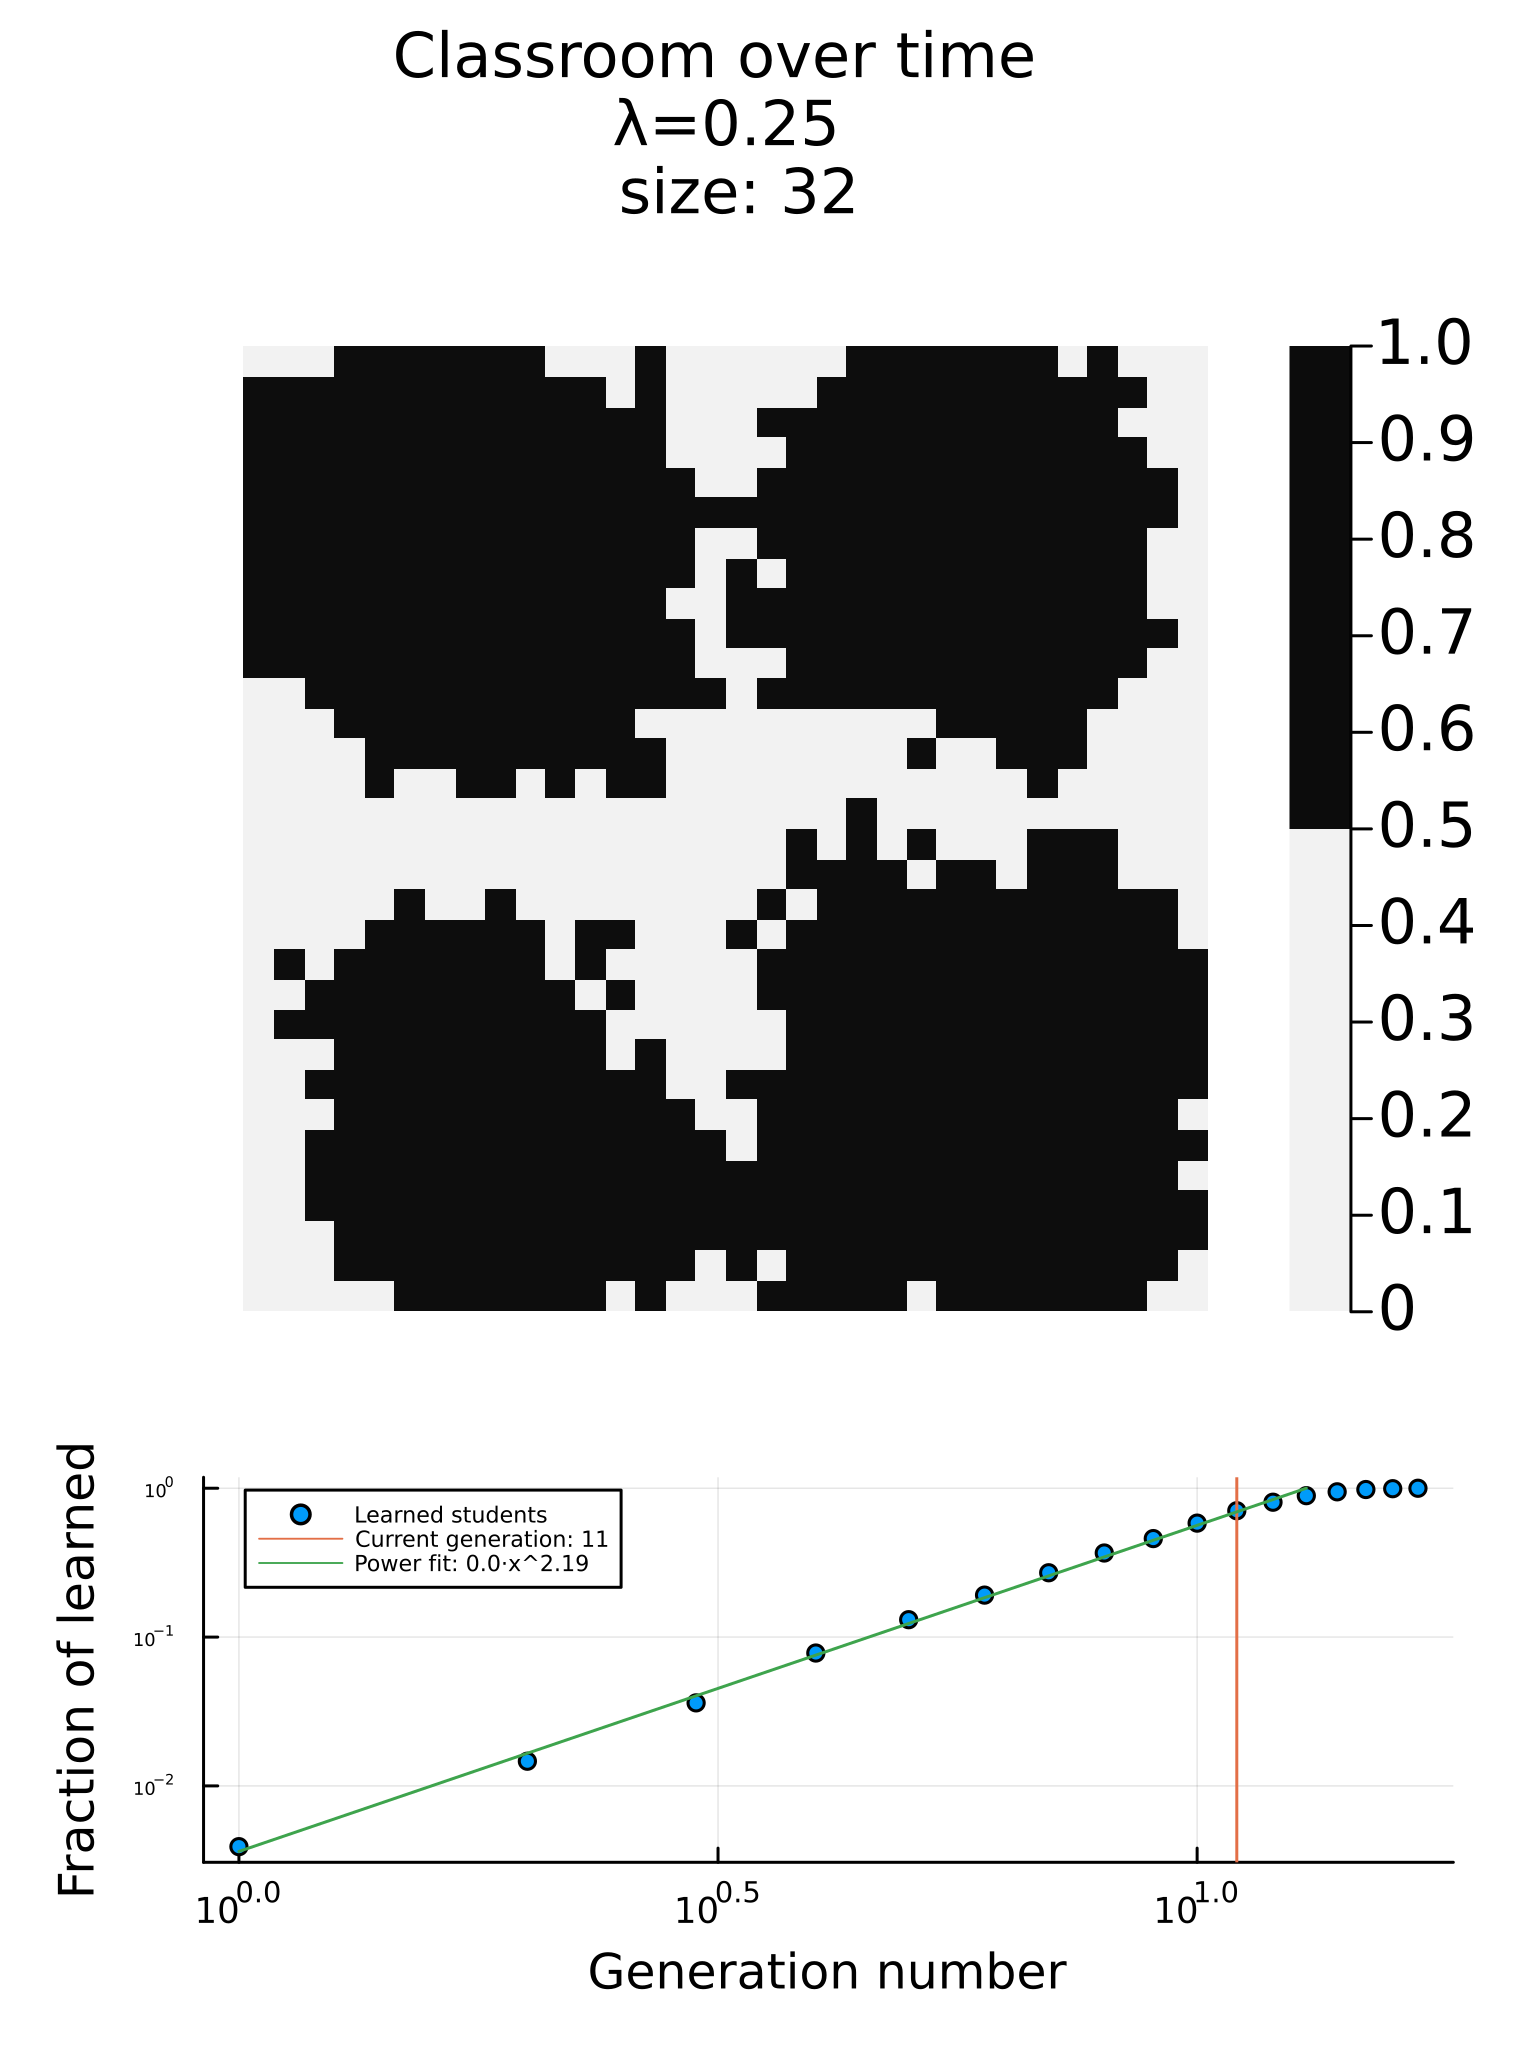 Classroom over time
λ=0.25
size: 32
1.0
0.9
0.8
0.7
0.6
0.5
0.4
0.3
0.2
0.1
0
Fraction of learned
10^0
10^-1
10^-2
Learned students
Current generation: 11
Power fit: 0.0·x^2.19
10^0.0
10^0.5
10^1.0
Generation number